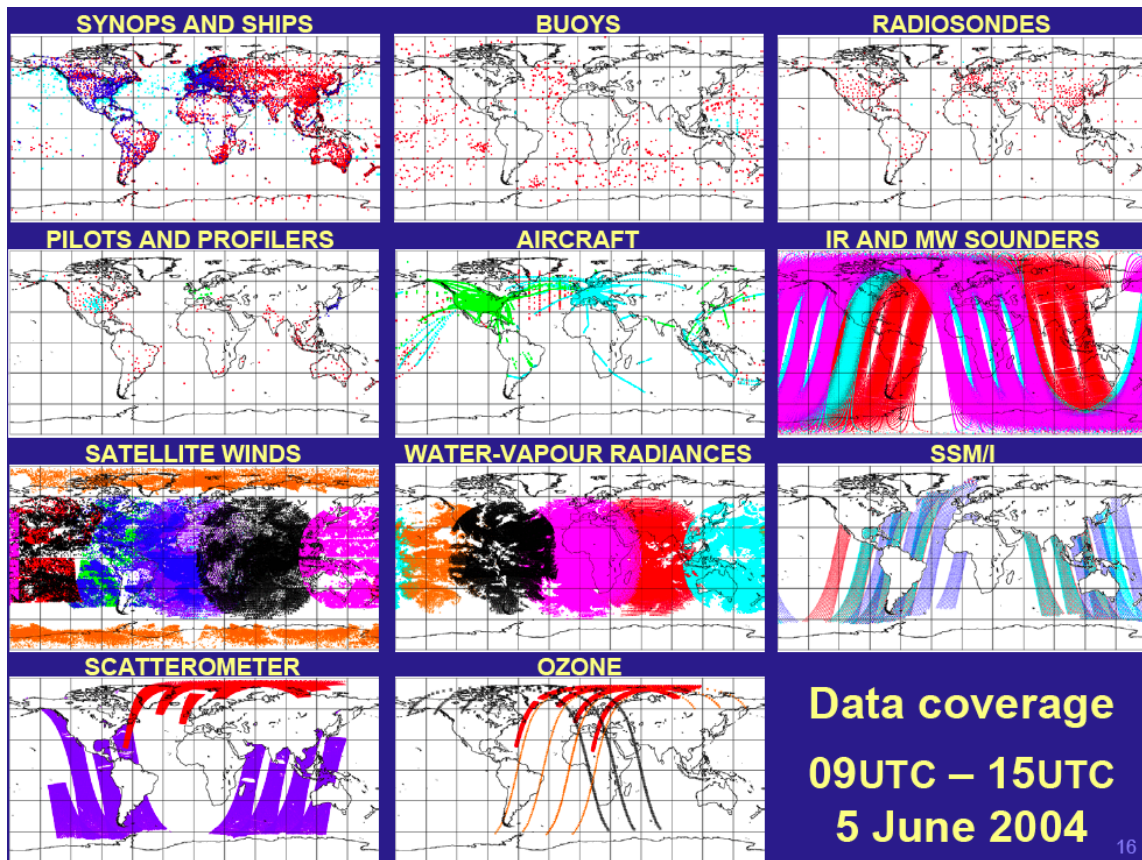 SYNOPS AND SHIPS
BUOYS
RADIOSONDES
PILOTS AND PROFILERS
AIRCRAFT
IR AND MW SOUNDERS
SATELLITE WINDS
WATER-VAPOUR RADIANCES
SSM/I
SCATTEROMETER
OZONE
Data coverage
09UTC – 15UTC
5 June 2004
16